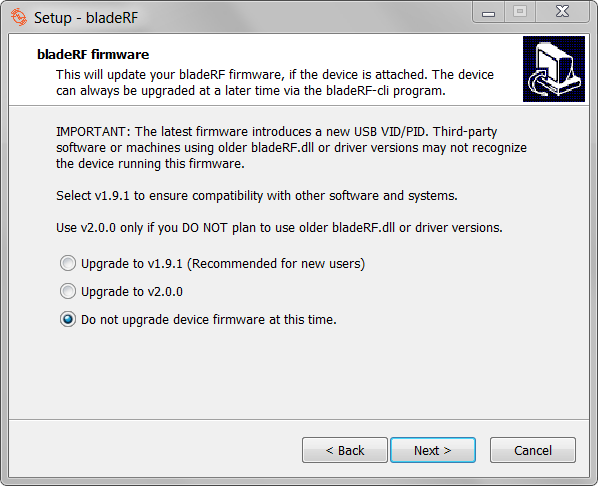 Setup - bladeRF
bladeRF firmware
This will update your bladeRF firmware, if the device is attached. The device
can always be upgraded at a later time via the bladeRF-cli program.
IMPORTANT: The latest firmware introduces a new USB VID/PID. Third-party
software or machines using older bladeRF.dll or driver versions may not recognize
the device running this firmware.
Select v1.9.1 to ensure compatibility with other software and systems.
Use v2.0.0 only if you DO NOT plan to use older bladeRF.dll or driver versions.
Upgrade to v1.9.1 (Recommended for new users)
Upgrade to v2.0.0
Do not upgrade device firmware at this time.
< Back
Next >
Cancel